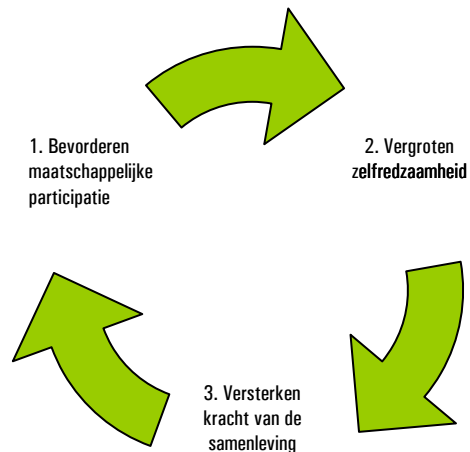 1. Bevorderen
maatschappelijke
participatie
2. Vergroten
zelfredzaamheid
3. Versterken
kracht van de
samenleving